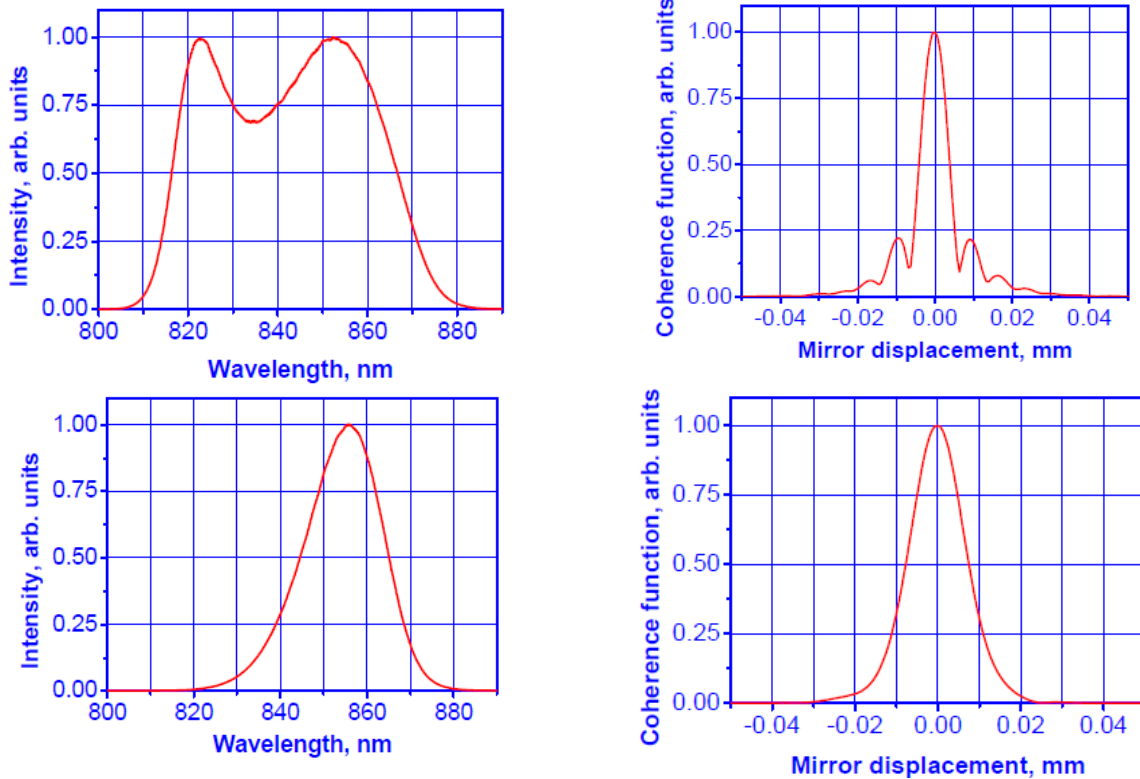 Intensity, arb. units
1.00
0.75
0.50
0.25
0.00
800 820 840 860 880
Wavelength, nm
Coherence function, arb. units
1.00
0.75
0.50
0.25
0.00
-0.04 -0.02 0.00 0.02 0.04
Mirror displacement, mm
Intensity, arb. units
1.00
0.75
0.50
0.25
0.00
800 820 840 860 880
Wavelength, nm
Coherence function, arb. units
1.00
0.75
0.50
0.25
0.00
-0.04 -0.02 0.00 0.02 0.04
Mirror displacement, mm